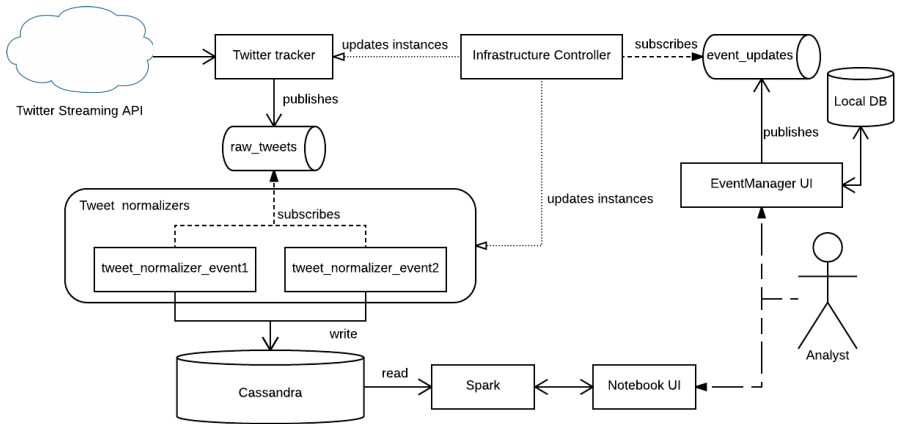 Twitter Streaming API
Twitter tracker
updates instances
Infrastructure Controller
subscribes
event_updates
Local DB
publishes
raw_tweets
publishes
EventManager UI
Tweet normalizers
subscribes
updates instances
tweet_normalizer_event1
tweet_normalizer_event2
write
Analyst
Cassandra
read
Spark
Notebook UI